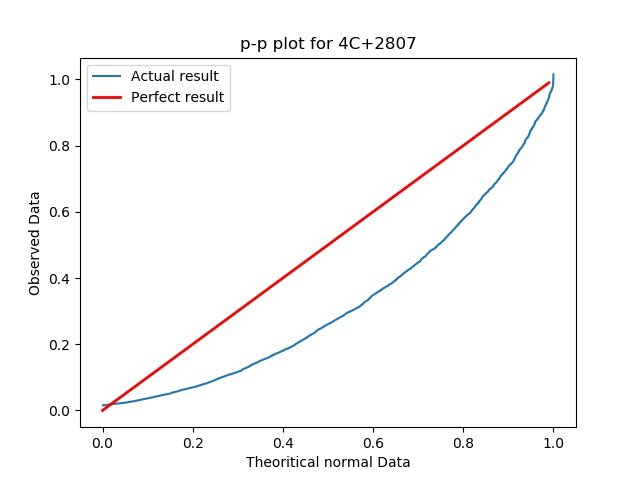 p-p plot for 4C+2807
Actual result
Perfect result
1.0
0.8
0.6
0.4
0.2
0.0
Observed Data
0.0 0.2 0.4 0.6 0.8 1.0
Theoritical normal Data